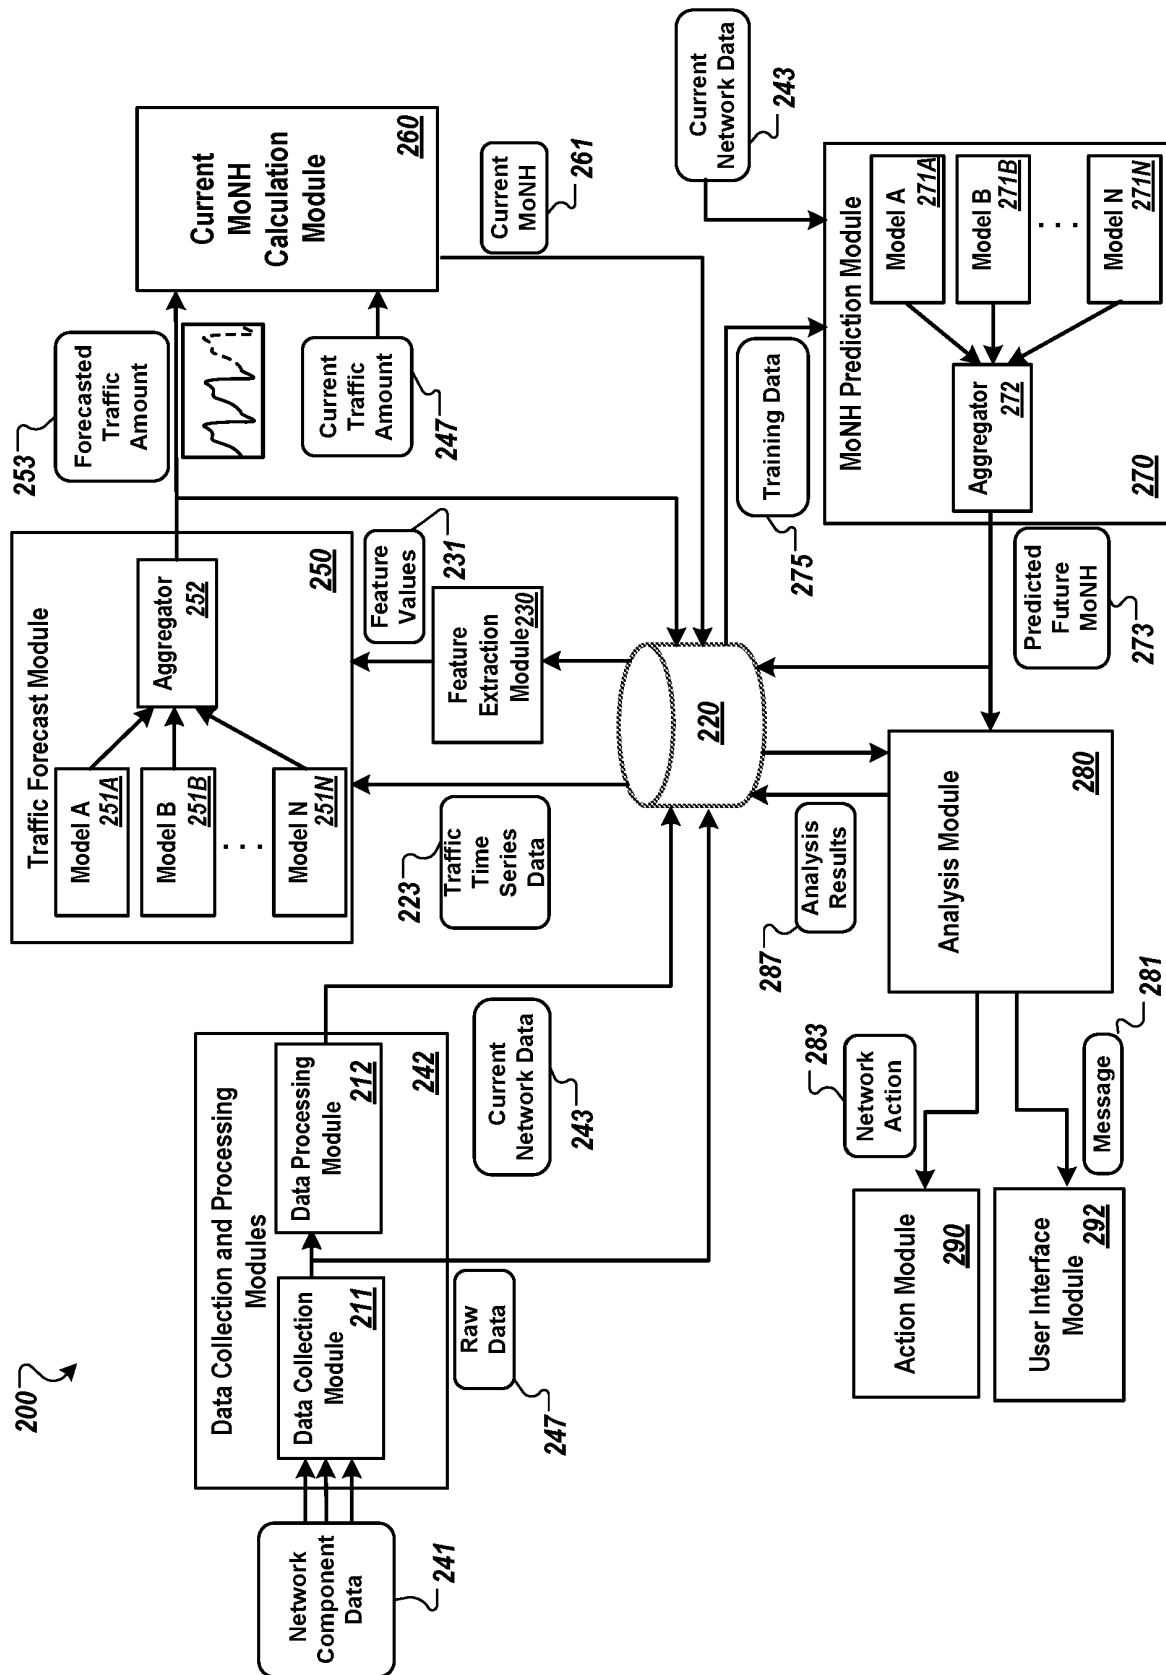 200
Network
Component
Data
241
Data Collection and Processing
Modules
Data Collection
Module
211
Data Processing
Module
212
242
Raw
Data
247
Current
Network Data
243
Traffic Forecast Module
Model A
251A
Model B
251B
. . .
Model N
251N
Aggregator
252
250
Traffic
Time
Series
Data
223
Feature
Values
231
Feature
Extraction
Module
230
220
253
Forecasted
Traffic
Amount
Current
Traffic
Amount
247
Current
MoNH
Calculation
Module
260
Current
MoNH
261
Current
Network Data
243
Training Data
275
MoNH Prediction Module
Model A
271A
Model B
271B
. . .
Model N
271N
Aggregator
272
270
Predicted
Future
MoNH
273
Analysis Module
280
Analysis
Results
287
Network
Action
283
Message
281
Action Module
290
User Interface
Module
292